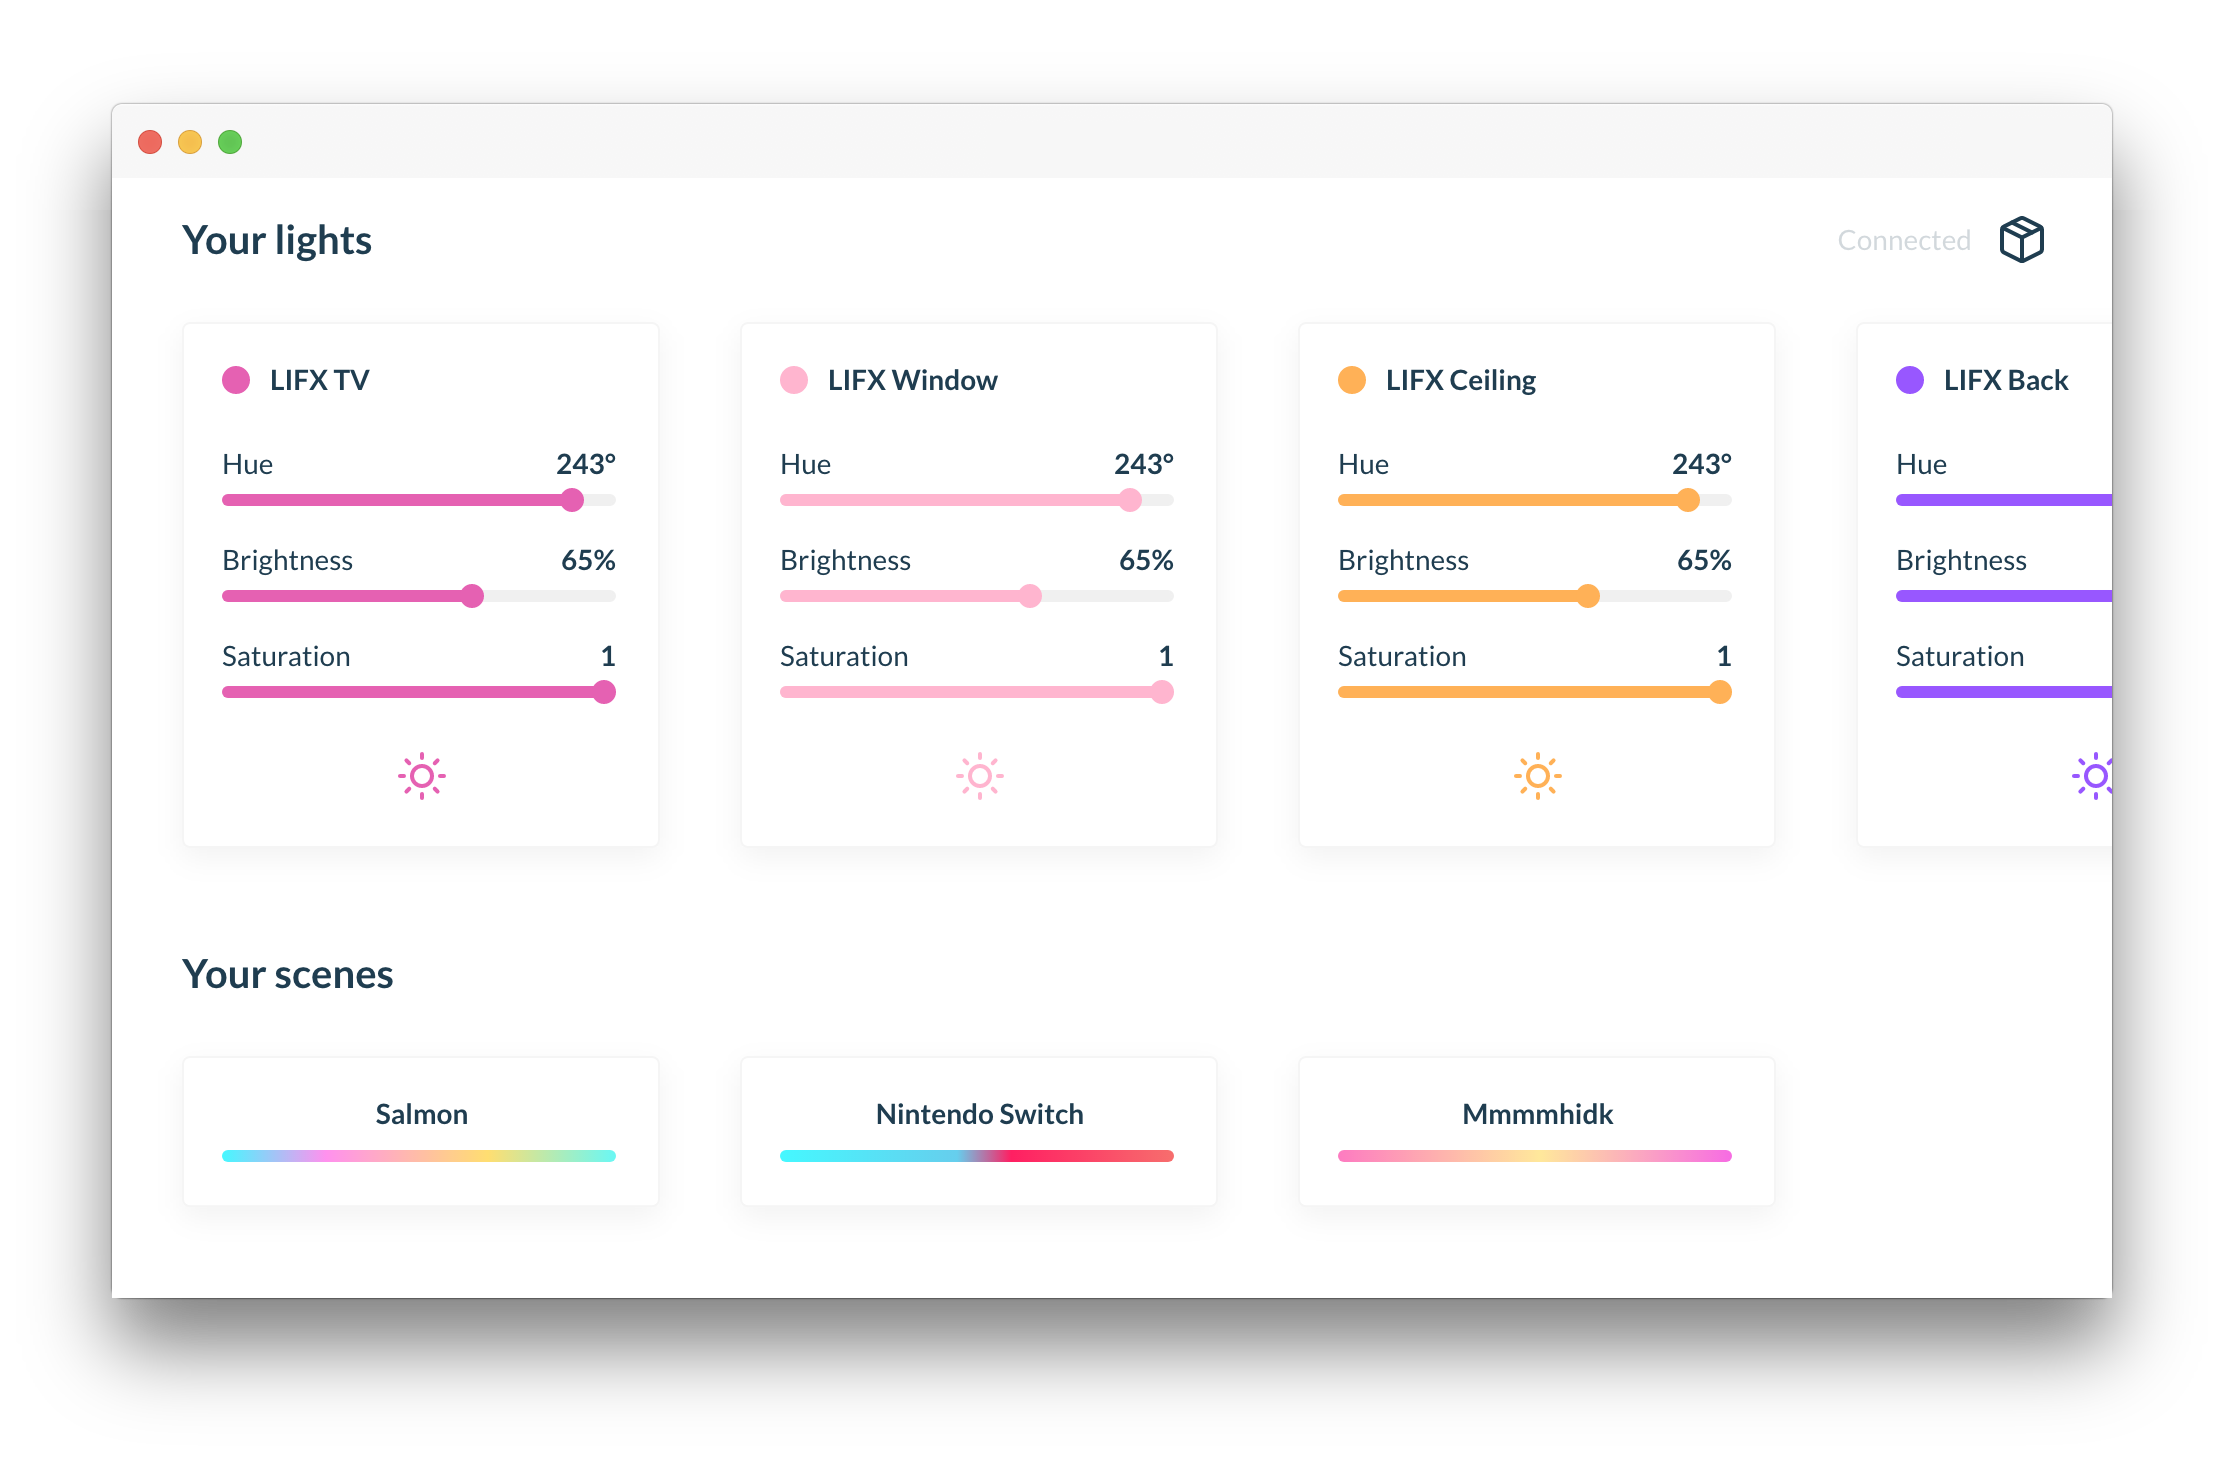 Your lights
Connected
LIFX TV
Hue 243°
Brightness 65%
Saturation 1
LIFX Window
Hue 243°
Brightness 65%
Saturation 1
LIFX Ceiling
Hue 243°
Brightness 65%
Saturation 1
LIFX Back
Hue
Brightness
Saturation
Your scenes
Salmon
Nintendo Switch
Mmmmhidk